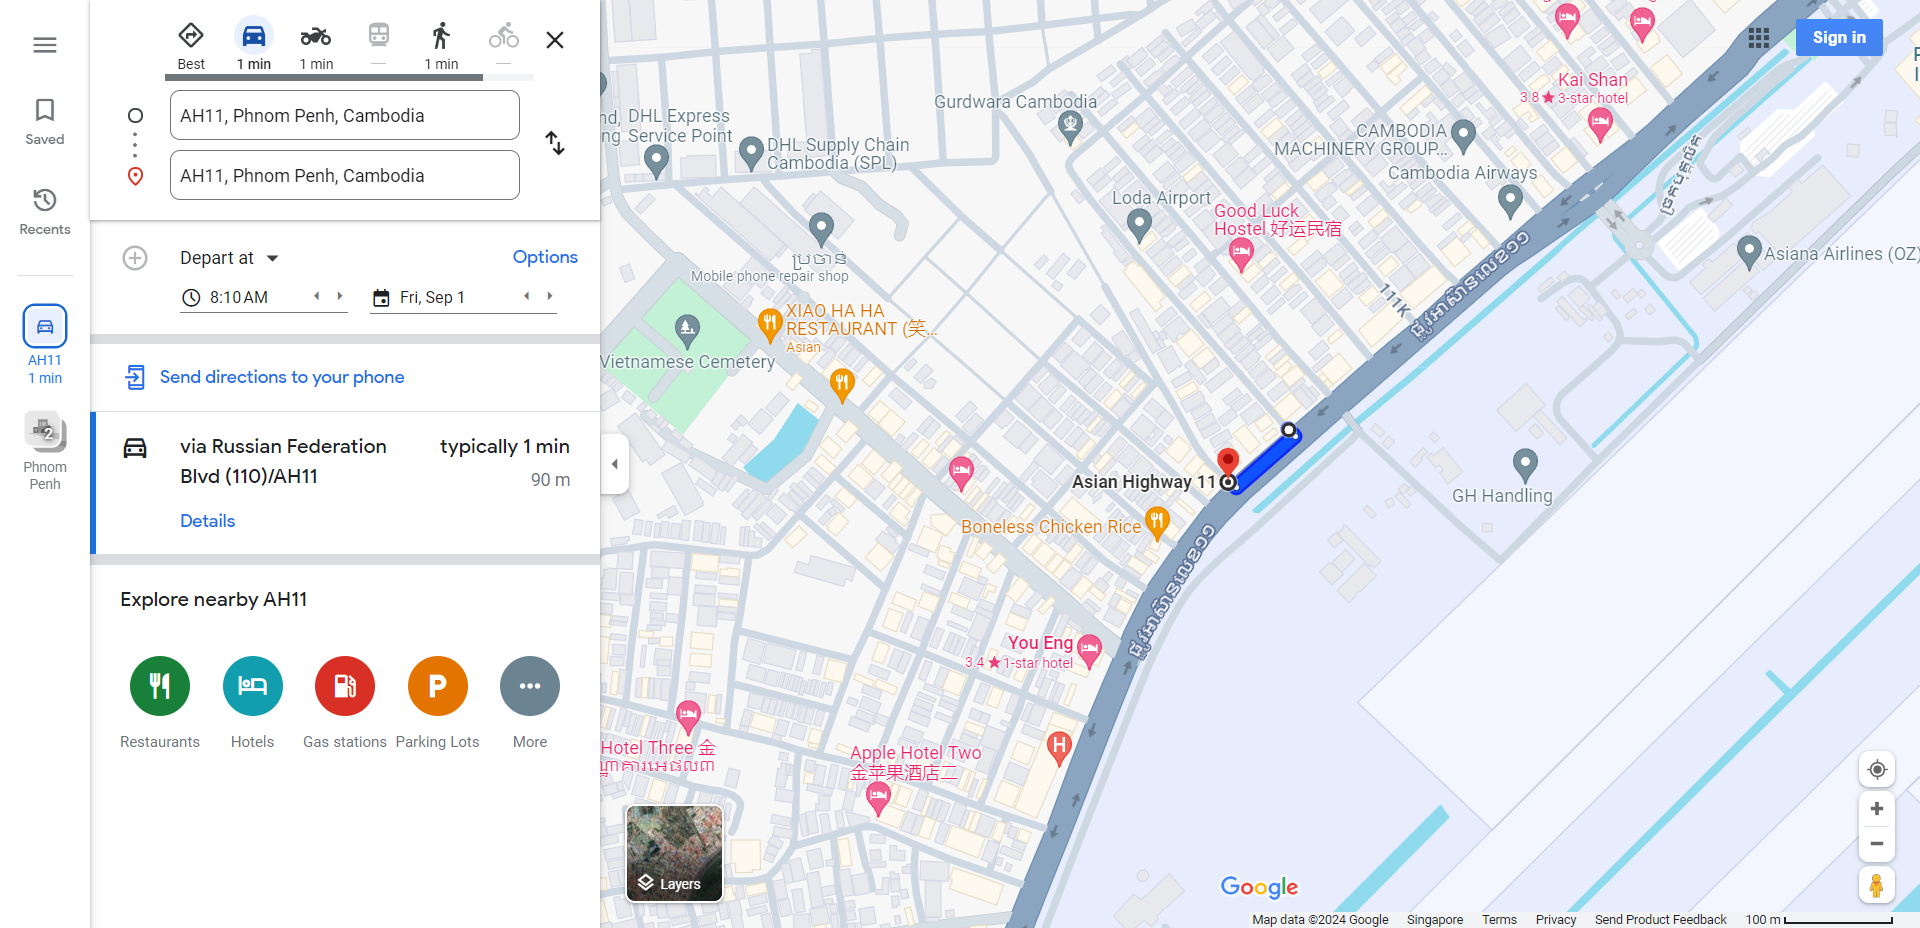 Best
1 min
1 min
—
1 min
—
Saved
Recents
AH11
1 min
2
Phnom
Penh
AH11, Phnom Penh, Cambodia
AH11, Phnom Penh, Cambodia
Depart at
Options
8:10 AM
Fri, Sep 1
Send directions to your phone
via Russian Federation
Blvd (110)/AH11
typically 1 min
90 m
Details
Explore nearby AH11
P
Restaurants
Hotels
Gas stations
Parking Lots
More
Layers
Sign in
Kai Shan
3.8 ★ 3-star hotel
Gurdwara Cambodia
DHL Express
Service Point
DHL Supply Chain
Cambodia (SPL)
CAMBODIA
MACHINERY GROUP...
Cambodia Airways
Loda Airport
Good Luck
Hostel 好运民宿
Asiana Airlines (OZ)
ប្រចាន់
Mobile phone repair shop
111K
XIAO HA HA
RESTAURANT (笑...
Asian
Vietnamese Cemetery
Asian Highway 11
GH Handling
Boneless Chicken Rice
You Eng
3.4 ★ 1-star hotel
Hotel Three 金
H
Apple Hotel Two
金苹果酒店二
Google
Map data ©2024 Google
Singapore
Terms
Privacy
Send Product Feedback
100 m